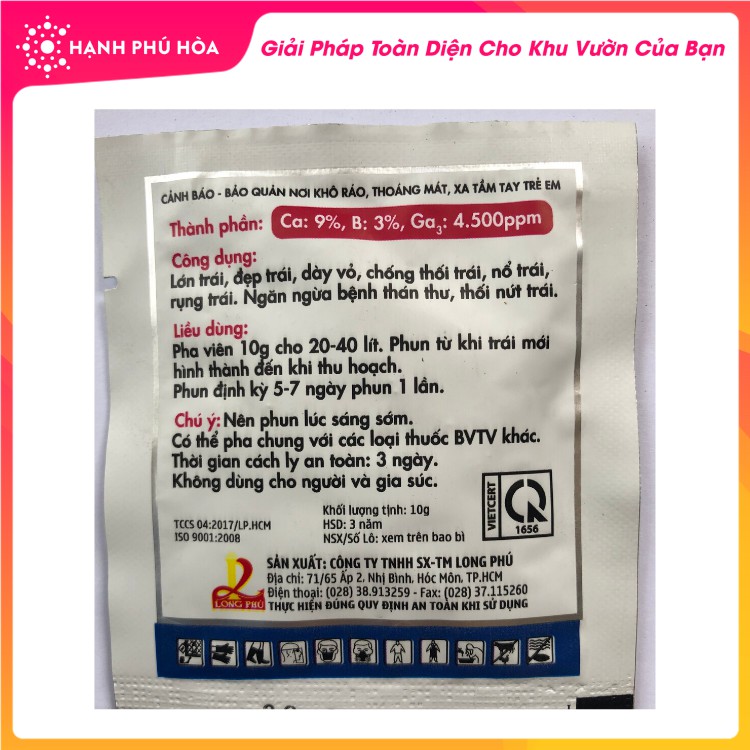 HẠNH PHÚ HÒA
Giải Pháp Toàn Diện Cho Khu Vườn Của Bạn
CẢNH BÁO - BẢO QUẢN NƠI KHÔ RÁO, THOÁNG MÁT, XA TẦM TAY TRẺ EM
Thành phần: Ca: 9%, B: 3%, Ga3: 4.500ppm
Công dụng:
Lớn trái, đẹp trái, dày vỏ, chống thối trái, nổ trái,
rụng trái. Ngăn ngừa bệnh thán thư, thối nứt trái.
Liều dùng:
Pha viên 10g cho 20-40 lít. Phun từ khi trái mới
hình thành đến khi thu hoạch.
Phun định kỳ 5-7 ngày phun 1 lần.
Chú ý: Nên phun lúc sáng sớm.
Có thể pha chung với các loại thuốc BVTV khác.
Thời gian cách ly an toàn: 3 ngày.
Không dùng cho người và gia súc.
TCCS 04:2017/LP.HCM
ISO 9001:2008
Khối lượng tịnh: 10g
HSD: 3 năm
NSX/Số Lô: xem trên bao bì
VIETCERT
1656
LONG PHÚ
SẢN XUẤT: CÔNG TY TNHH SX-TM LONG PHÚ
Địa chỉ: 71/65 Ấp 2, Nhị Bình, Hóc Môn, TP.HCM
Điện thoại: (028) 38.913259 - Fax: (028) 37.115260
THỰC HIỆN ĐÚNG QUY ĐỊNH AN TOÀN KHI SỬ DỤNG